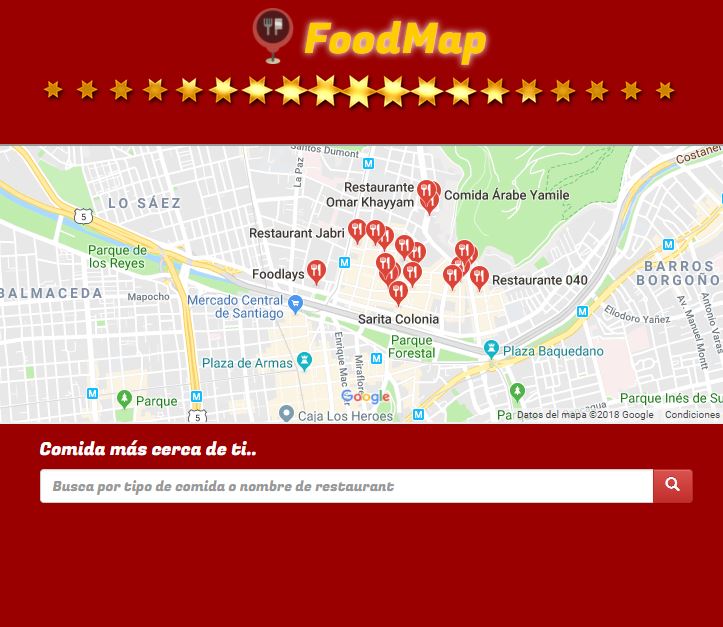 FoodMap
Santos Dumont
La Paz
Costanera
LO SÁEZ
Restaurante
Omar Khayyam
Comida Árabe Yamile
5
Restaurant Jabri
Parque de
los Reyes
M
M
M
Foodlays
Restaurante 040
BARROS
BORGOÑO
BALMACEDA
Mapocho
Mercado Central
de Santiago
Sarita Colonia
M
Eliodoro Yañez
Antonio Varas
Av. Manuel Montt
Enrique Mac
Miraflores
Parque
Forestal
Plaza Baquedano
Plaza de Armas
M
M
M
Parque
Google
Parque Inés de Su
5
Caja Los Heroes
M
Datos del mapa ©2018 Google
Condiciones
Comida más cerca de ti..
Busca por tipo de comida o nombre de restaurant